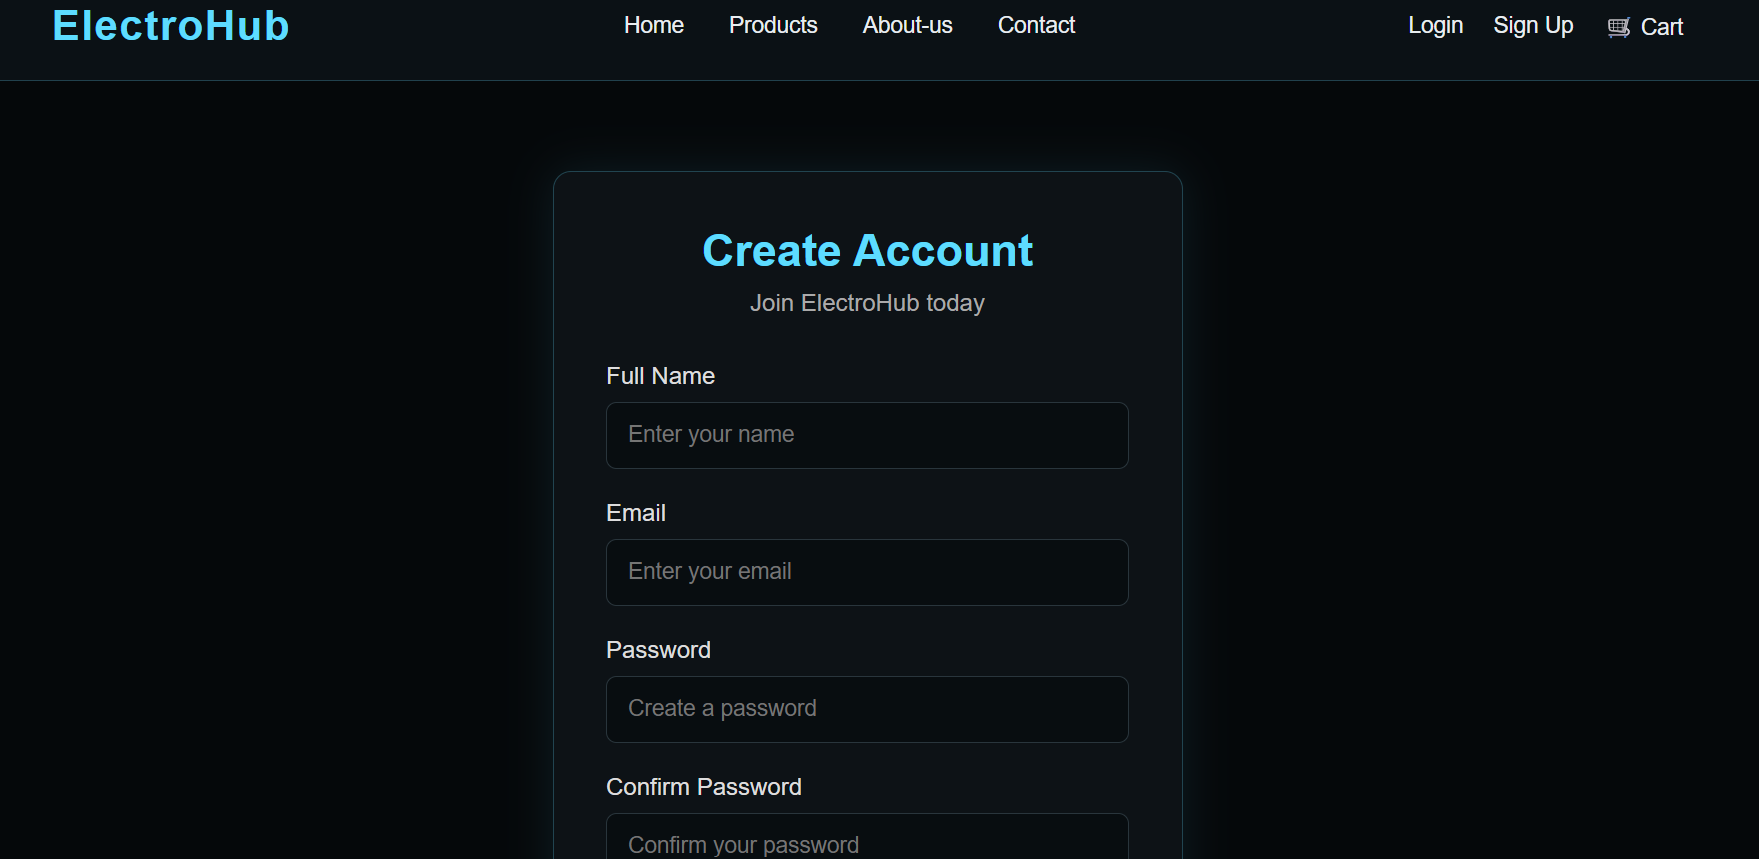 ElectroHub Home Products About-us Contact Login Sign Up Cart
Create Account
Join ElectroHub today
Full Name
Enter your name
Email
Enter your email
Password
Create a password
Confirm Password
Confirm your password